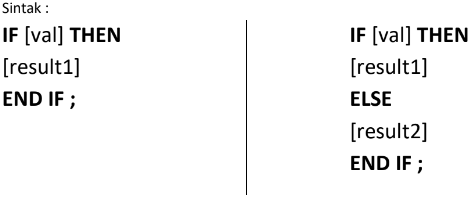 Sintak :
IF [val] THEN
[result1]
END IF ;
IF [val] THEN
[result1]
ELSE
[result2]
END IF ;